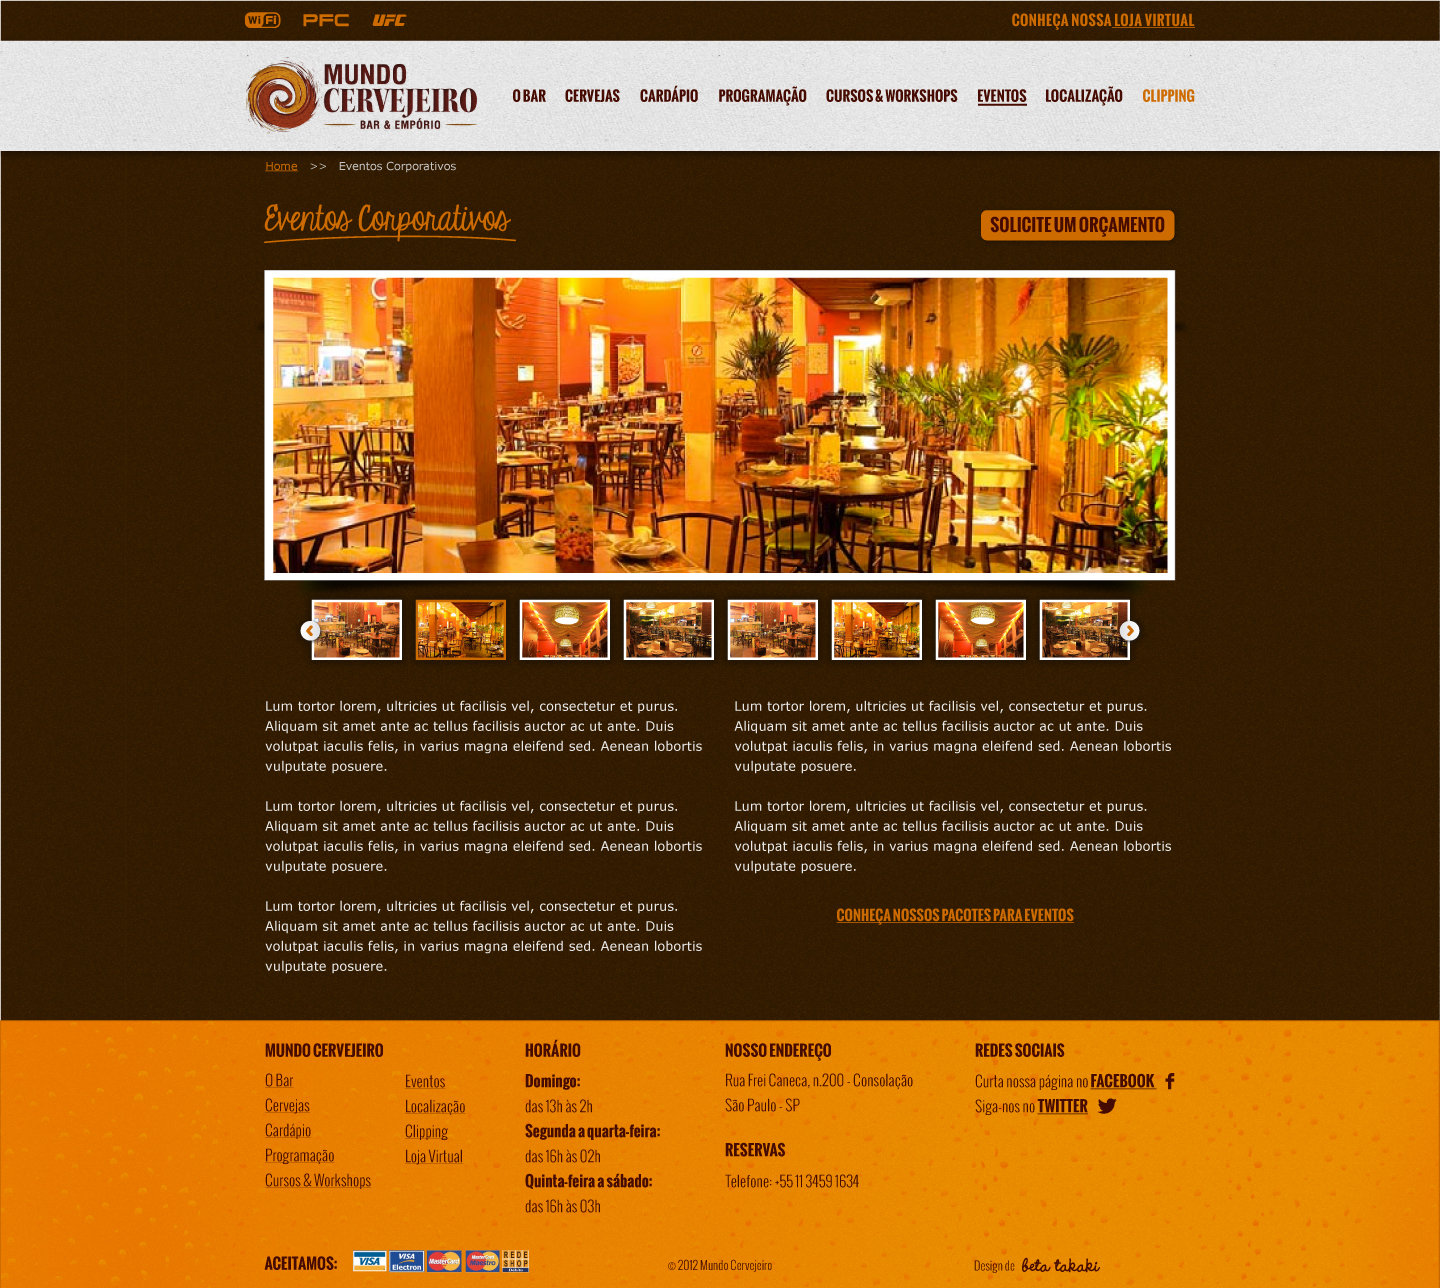 WiFi PFC UFC
CONHEÇA NOSSA LOJA VIRTUAL
MUNDO
CERVEJEIRO
BAR & EMPÓRIO
O BAR CERVEJAS CARDÁPIO PROGRAMAÇÃO CURSOS & WORKSHOPS EVENTOS LOCALIZAÇÃO CLIPPING
Home >> Eventos Corporativos
Eventos Corporativos
SOLICITE UM ORÇAMENTO
Lum tortor lorem, ultricies ut facilisis vel, consectetur et purus.
Aliquam sit amet ante ac tellus facilisis auctor ac ut ante. Duis
volutpat iaculis felis, in varius magna eleifend sed. Aenean lobortis
vulputate posuere.
Lum tortor lorem, ultricies ut facilisis vel, consectetur et purus.
Aliquam sit amet ante ac tellus facilisis auctor ac ut ante. Duis
volutpat iaculis felis, in varius magna eleifend sed. Aenean lobortis
vulputate posuere.
Lum tortor lorem, ultricies ut facilisis vel, consectetur et purus.
Aliquam sit amet ante ac tellus facilisis auctor ac ut ante. Duis
volutpat iaculis felis, in varius magna eleifend sed. Aenean lobortis
vulputate posuere.
Lum tortor lorem, ultricies ut facilisis vel, consectetur et purus.
Aliquam sit amet ante ac tellus facilisis auctor ac ut ante. Duis
volutpat iaculis felis, in varius magna eleifend sed. Aenean lobortis
vulputate posuere.
Lum tortor lorem, ultricies ut facilisis vel, consectetur et purus.
Aliquam sit amet ante ac tellus facilisis auctor ac ut ante. Duis
volutpat iaculis felis, in varius magna eleifend sed. Aenean lobortis
vulputate posuere.
CONHEÇA NOSSOS PACOTES PARA EVENTOS
MUNDO CERVEJEIRO
O Bar
Cervejas
Cardápio
Programação
Cursos & Workshops
Eventos
Localização
Clipping
Loja Virtual
HORÁRIO
Domingo:
das 13h às 2h
Segunda a quarta-feira:
das 16h às 02h
Quinta-feira a sábado:
das 16h às 03h
NOSSO ENDEREÇO
Rua Frei Caneca, n.200 - Consolação
São Paulo - SP
RESERVAS
Telefone: +55 11 3459 1634
REDES SOCIAIS
Curta nossa página no FACEBOOK
Siga-nos no TWITTER
ACEITAMOS:
VISA
VISA
Electron
MasterCard
Maestro
REDE
SHOP
© 2012 Mundo Cervejeiro
Design de beta takaki